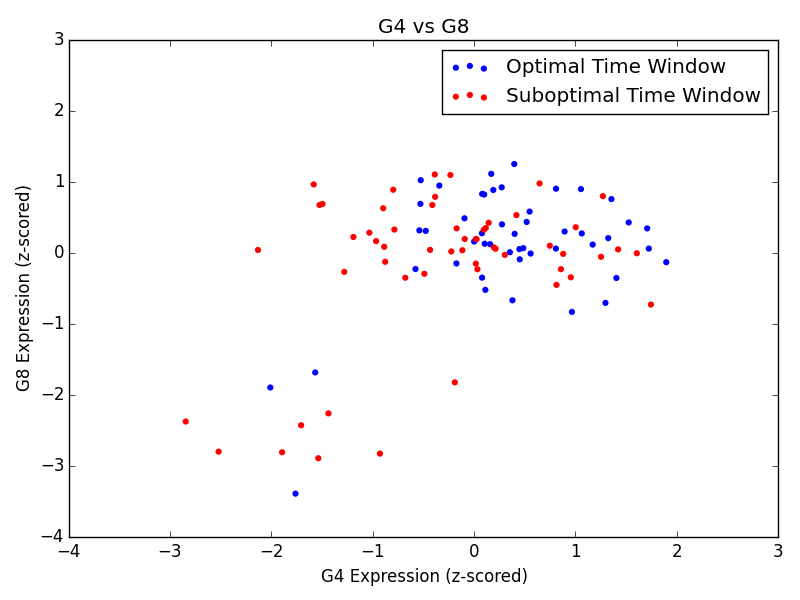 G4 vs G8
Optimal Time Window
Suboptimal Time Window
3
2
1
0
−1
−2
−3
−4
G8 Expression (z-scored)
−4 −3 −2 −1 0 1 2 3
G4 Expression (z-scored)